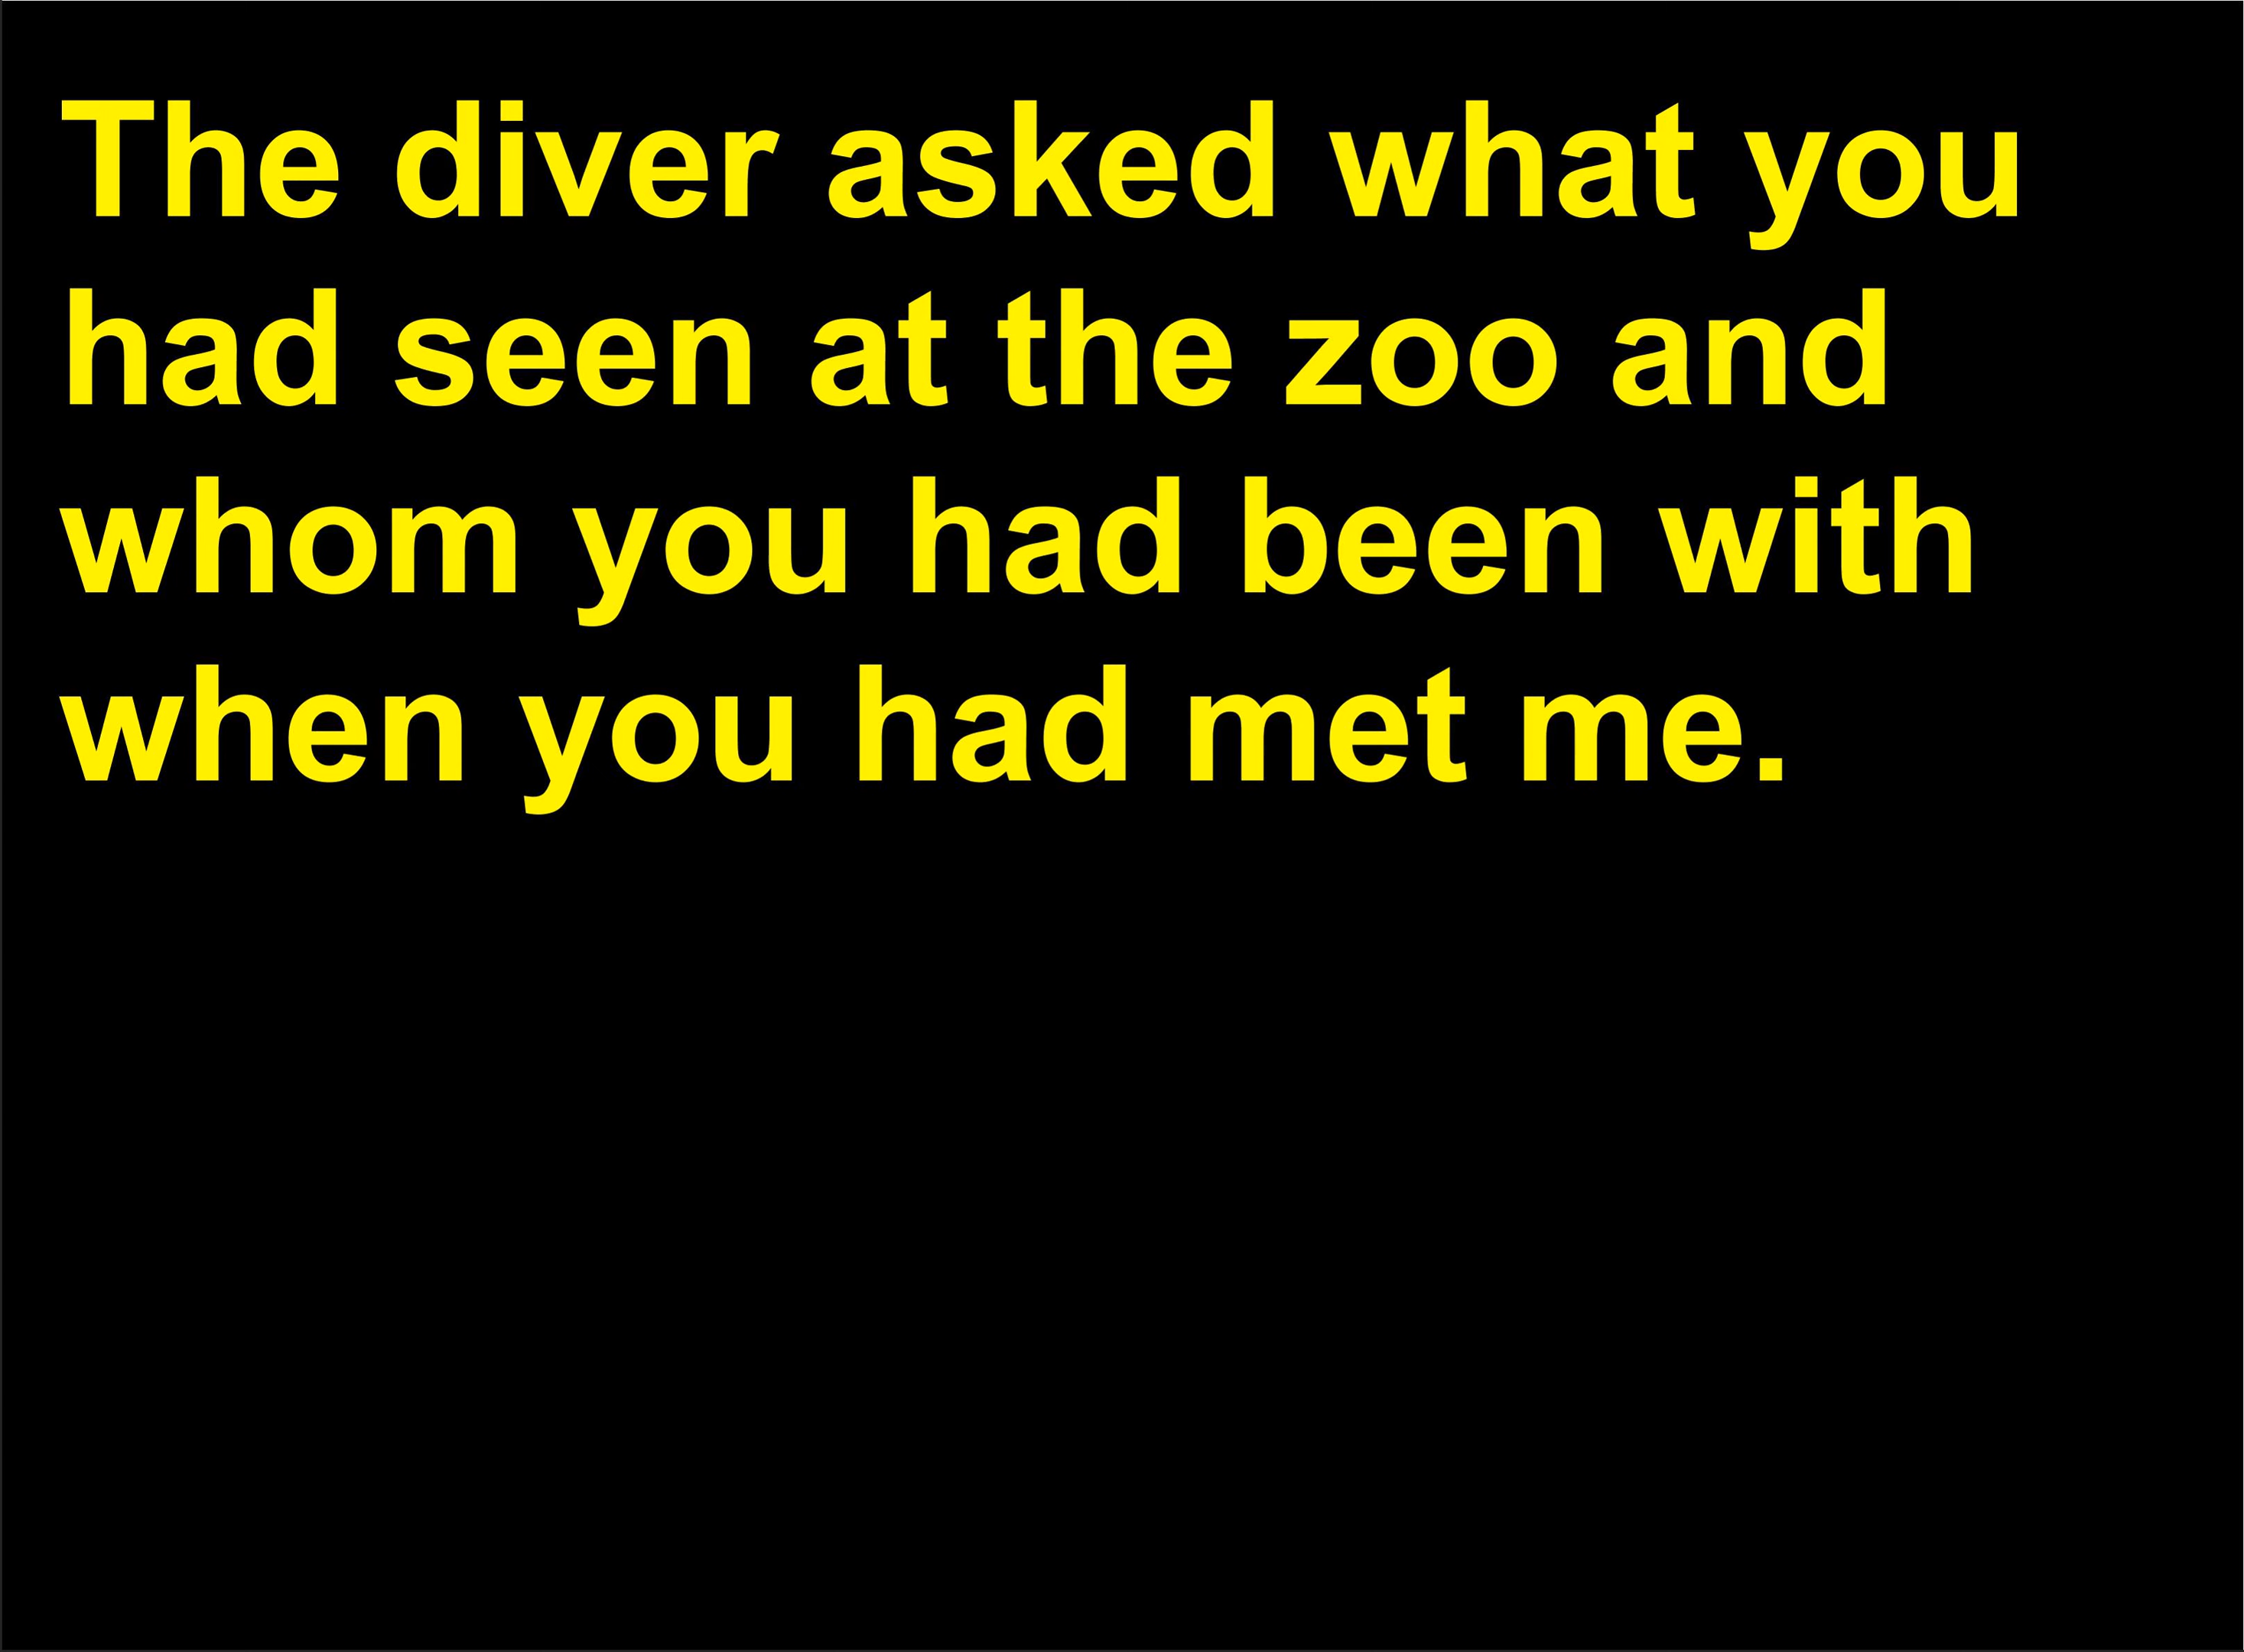 The diver asked what you
had seen at the zoo and
whom you had been with
when you had met me.